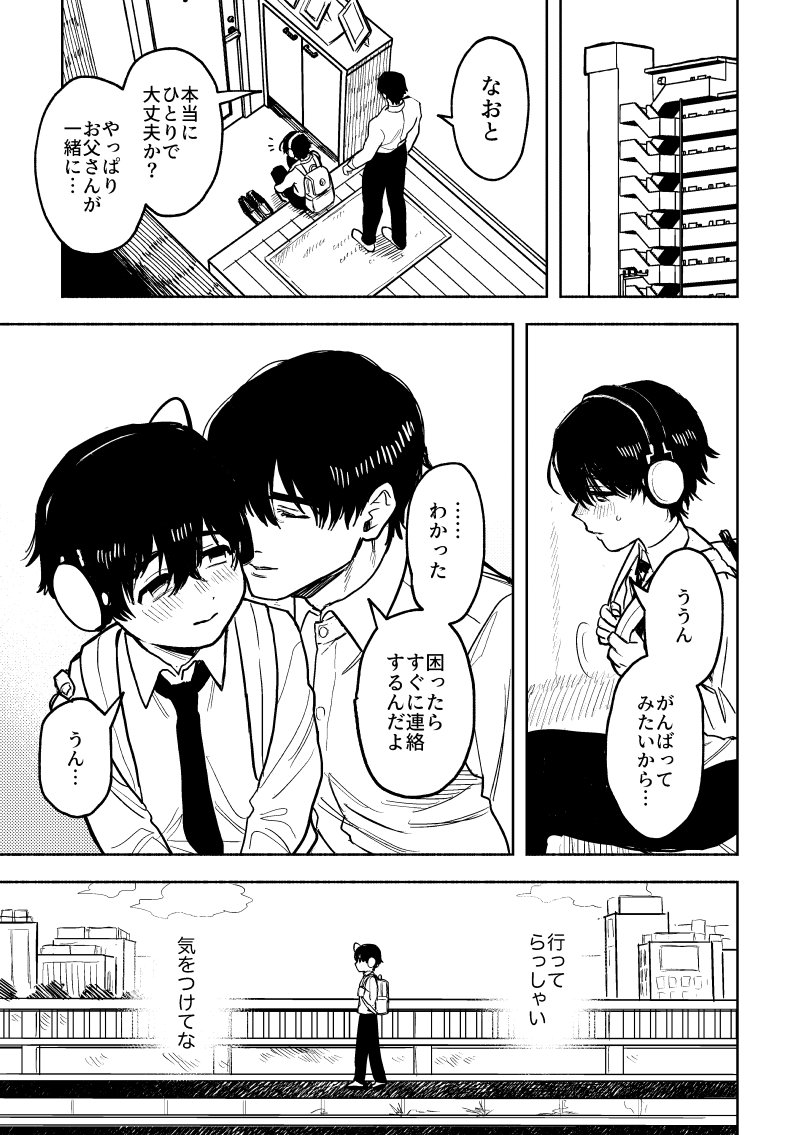 なおと
本当に
ひとりで
大丈夫か？
やっぱり
お父さんが
一緒に…
ううん
がんばって
みたいから…
……
わかった
困ったら
すぐに連絡
するんだよ
うん…
行って
らっしゃい
気をつけてな